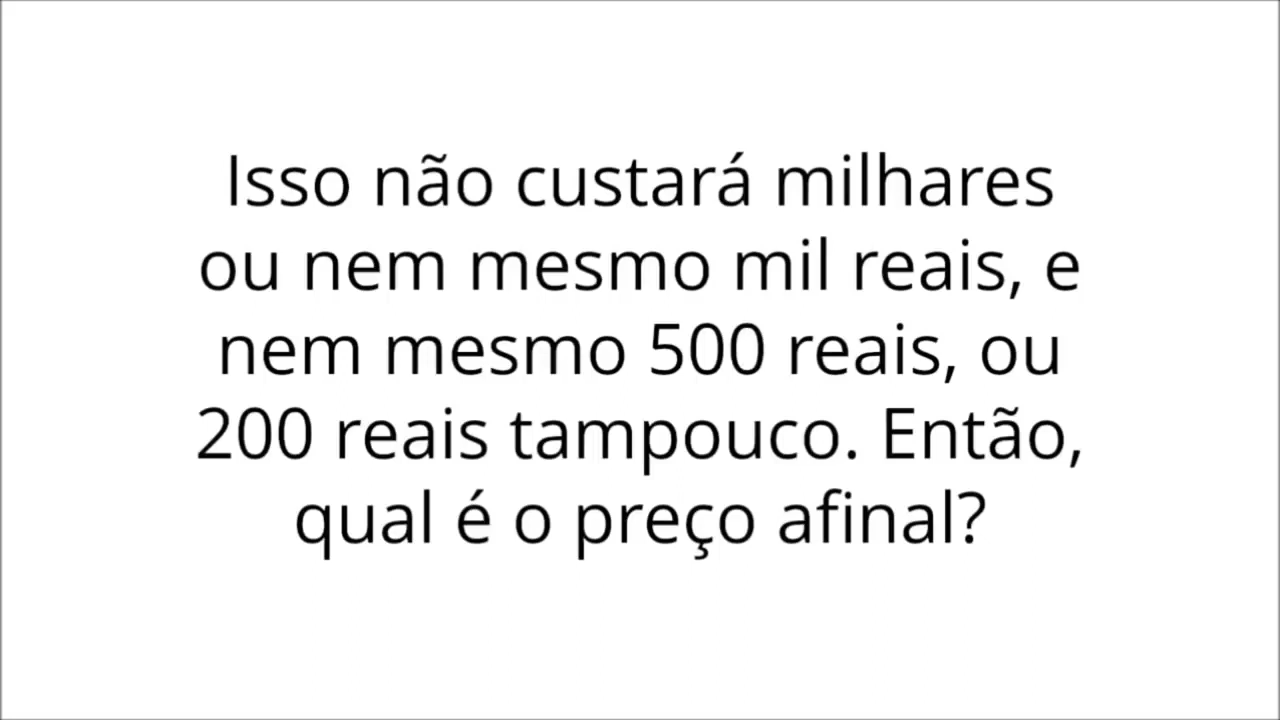 Isso não custará milhares
ou nem mesmo mil reais, e
nem mesmo 500 reais, ou
200 reais tampouco. Então,
qual é o preço afinal?